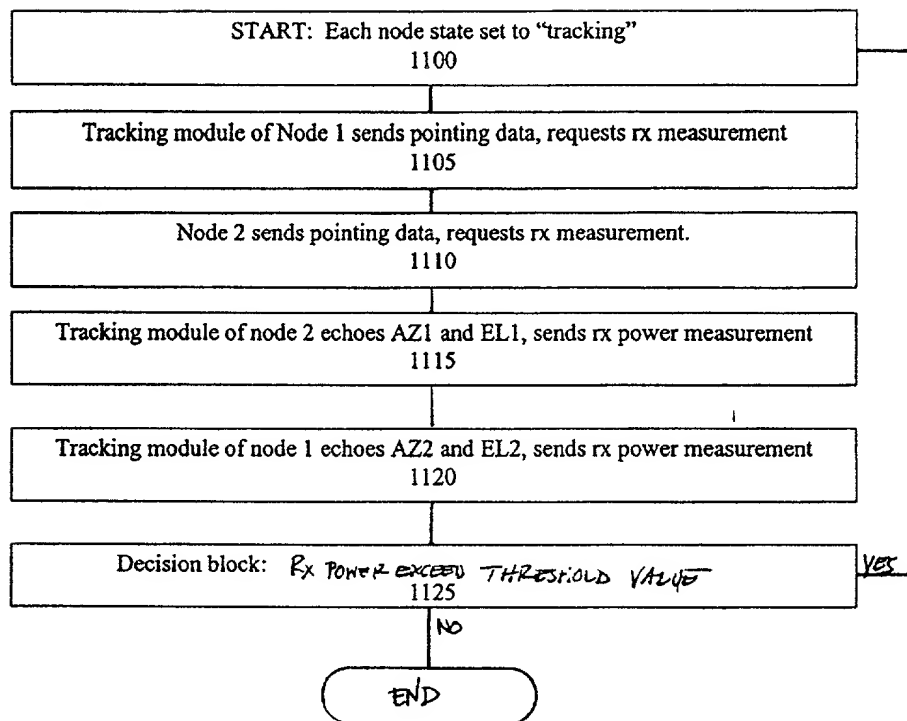 START: Each node state set to “tracking”
1100
Tracking module of Node 1 sends pointing data, requests rx measurement
1105
Node 2 sends pointing data, requests rx measurement.
1110
Tracking module of node 2 echoes AZ1 and EL1, sends rx power measurement
1115
Tracking module of node 1 echoes AZ2 and EL2, sends rx power measurement
1120
Decision block: Rx POWER EXCEED THRESHOLD VALUE
YES
1125
NO
END